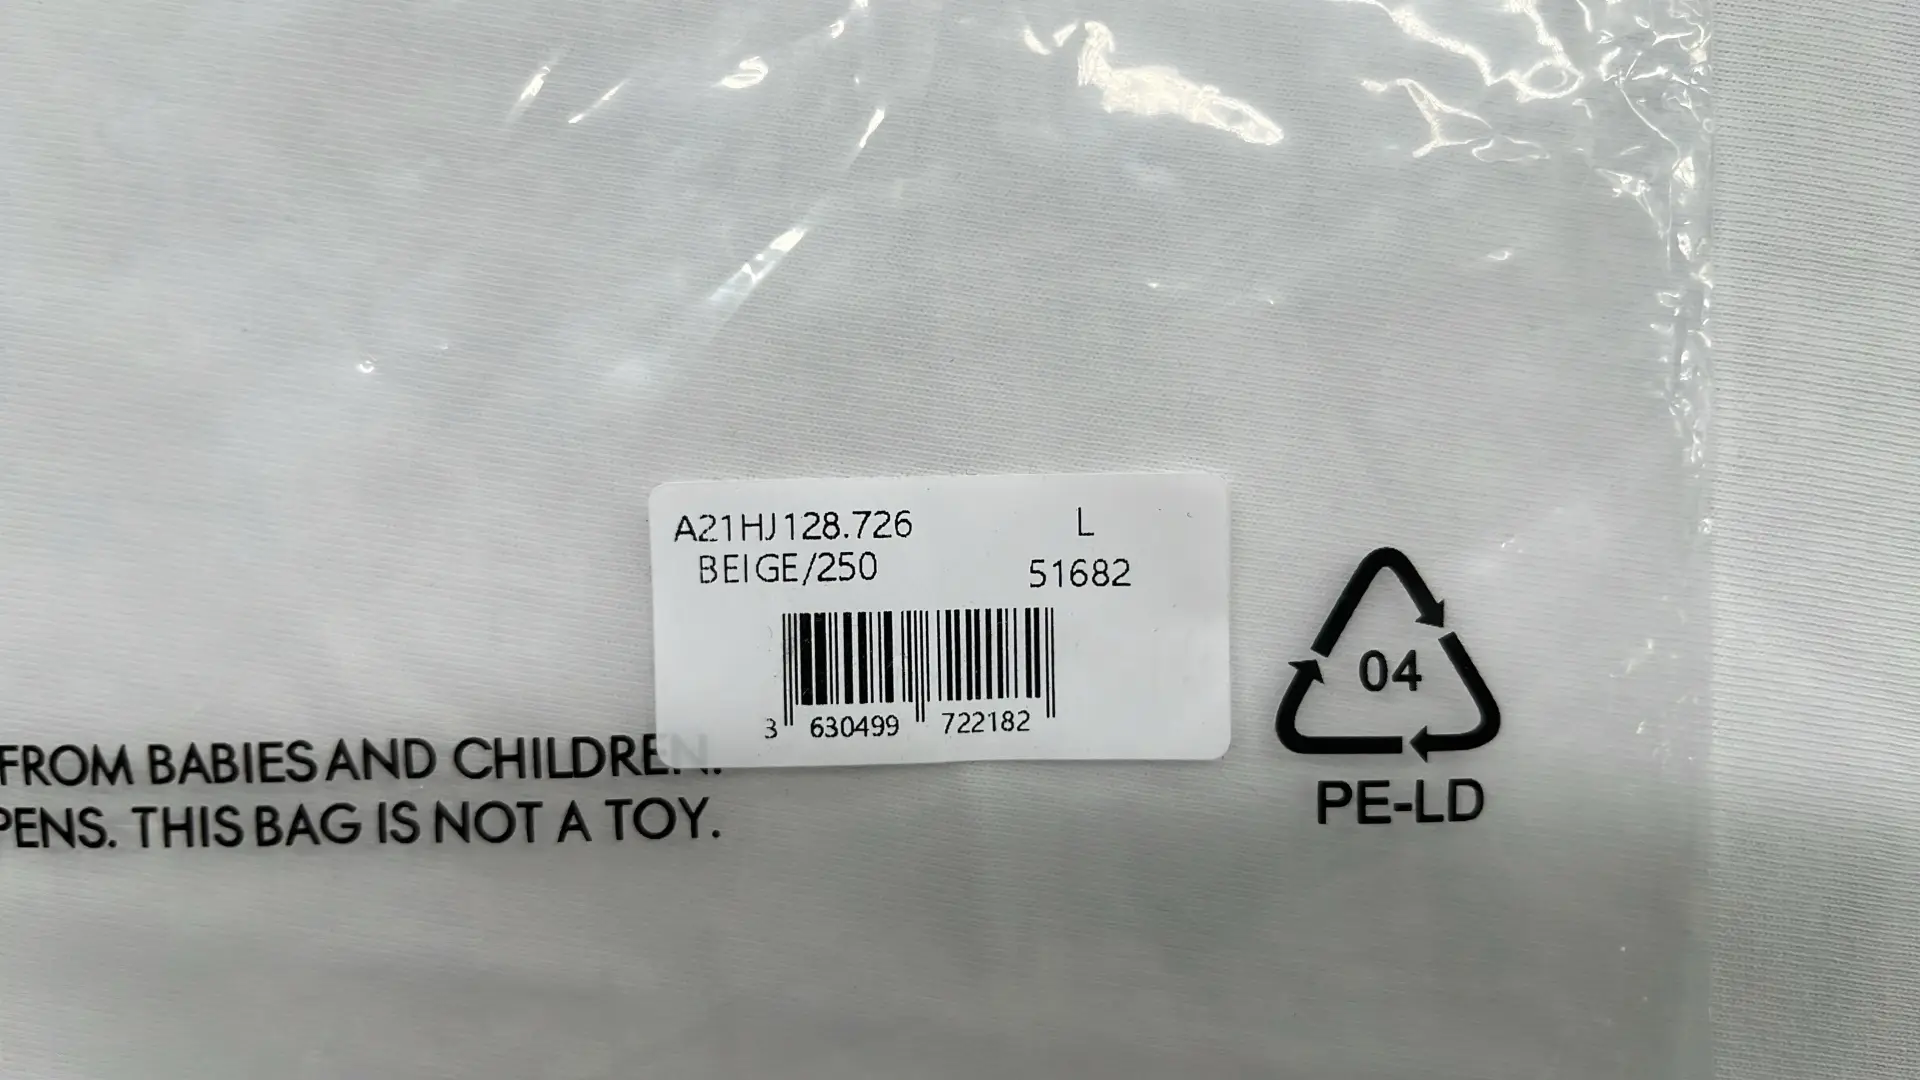 A21HJ128.726 L
BEIGE/250 51682
3 630499 722182
FROM BABIES AND CHILDREN.
PENS. THIS BAG IS NOT A TOY.
04
PE-LD